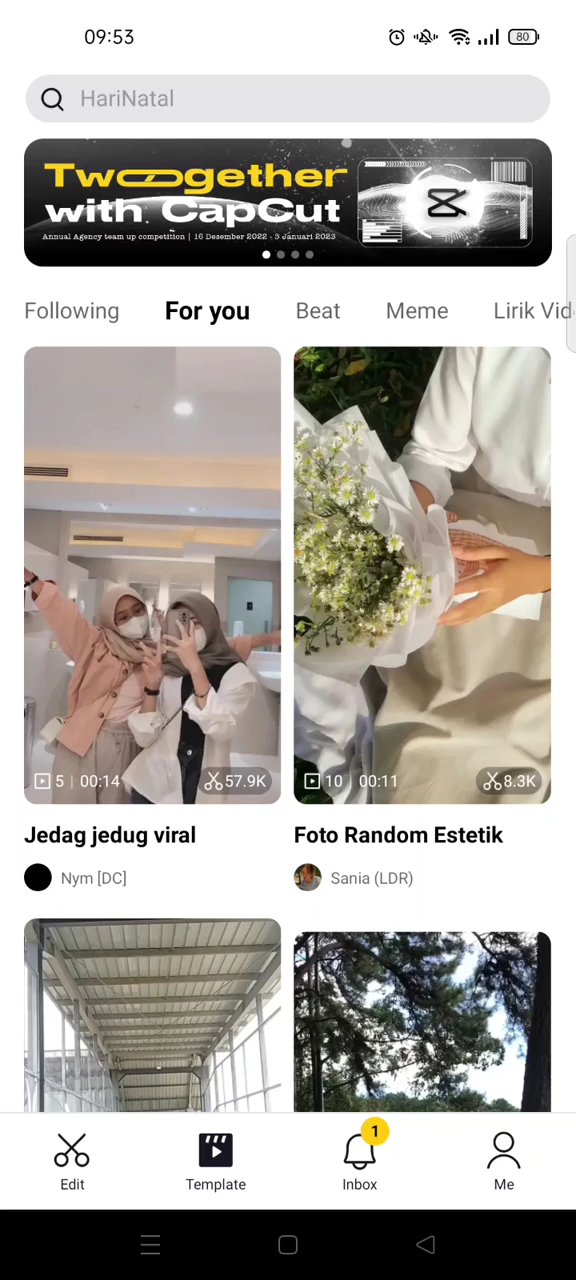 09:53
80
HariNatal
Twogether
with CapCut
Annual Agency team up competition | 16 Desember 2022 - 3 Januari 2023
Following For you Beat Meme Lirik Vid
5 | 00:14 57.9K
10 | 00:11 8.3K
Jedag jedug viral
Foto Random Estetik
Nym [DC]
Sania (LDR)
1
Edit Template Inbox Me